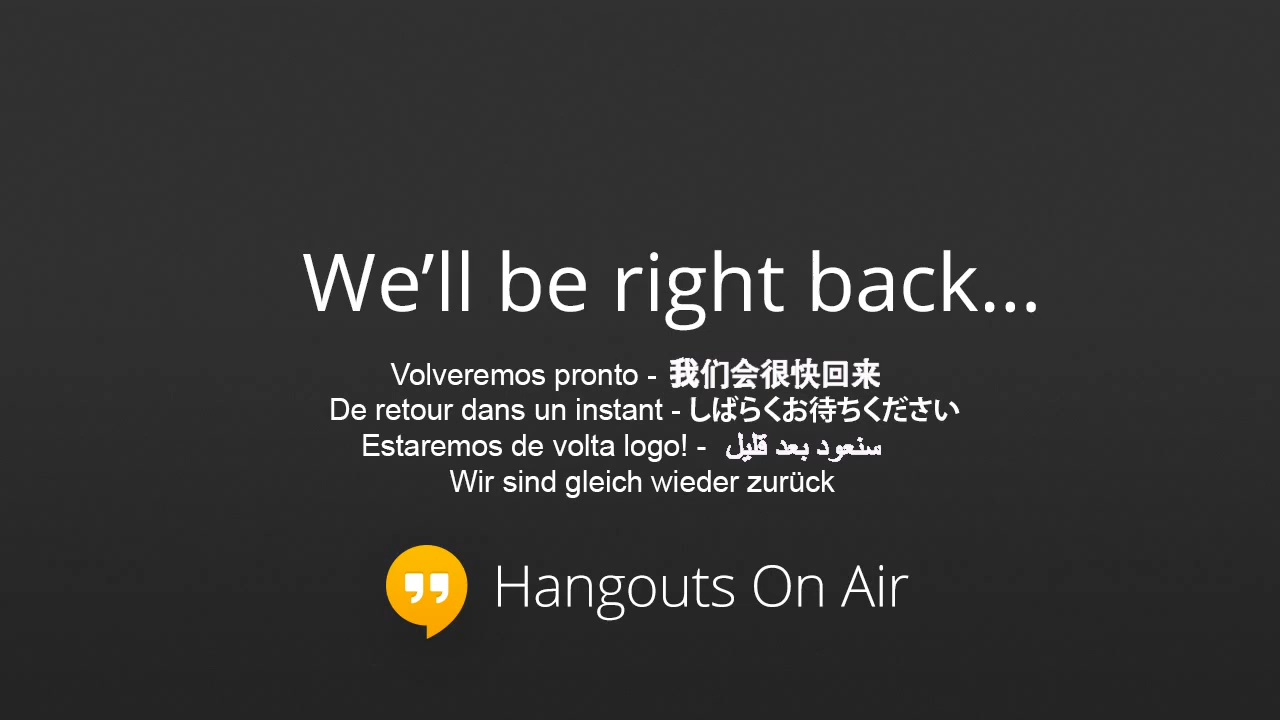 We’ll be right back...
Volveremos pronto - 我们会很快回来
De retour dans un instant - しばらくお待ちください
Estaremos de volta logo! - سنعود بعد قليل
Wir sind gleich wieder zurück
Hangouts On Air